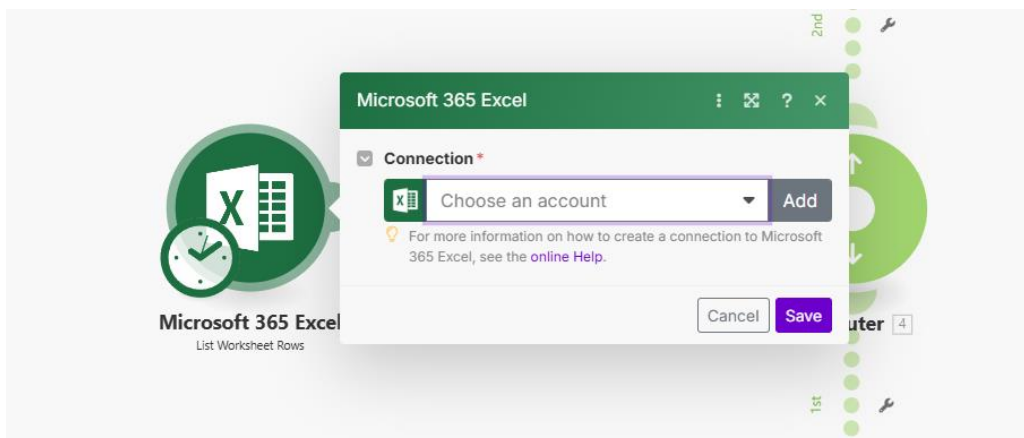 2nd
Microsoft 365 Excel
?
Connection *
Choose an account
Add
For more information on how to create a connection to Microsoft
365 Excel, see the online Help.
Cancel
Save
Microsoft 365 Excel
List Worksheet Rows
uter 4
1st